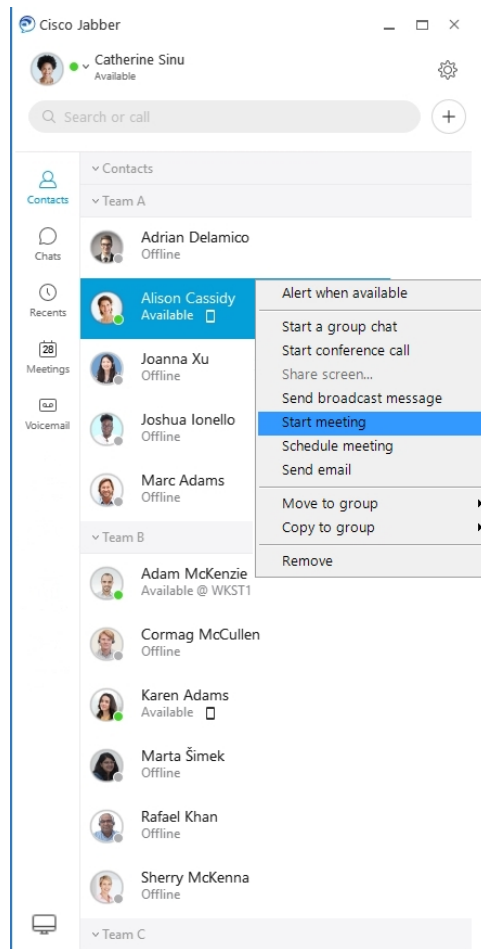 Cisco Jabber
Catherine Sinu
Available
Search or call
Contacts
Chats
Recents
28
Meetings
Voicemail
Contacts
Team A
Adrian Delamico
Offline
Alison Cassidy
Available
Joanna Xu
Offline
Joshua Ionello
Offline
Marc Adams
Offline
Alert when available
Start a group chat
Start conference call
Share screen...
Send broadcast message
Start meeting
Schedule meeting
Send email
Move to group
Copy to group
Remove
Team B
Adam McKenzie
Available @ WKST1
Cormag McCullen
Offline
Karen Adams
Available
Marta Šimek
Offline
Rafael Khan
Offline
Sherry McKenna
Offline
Team C